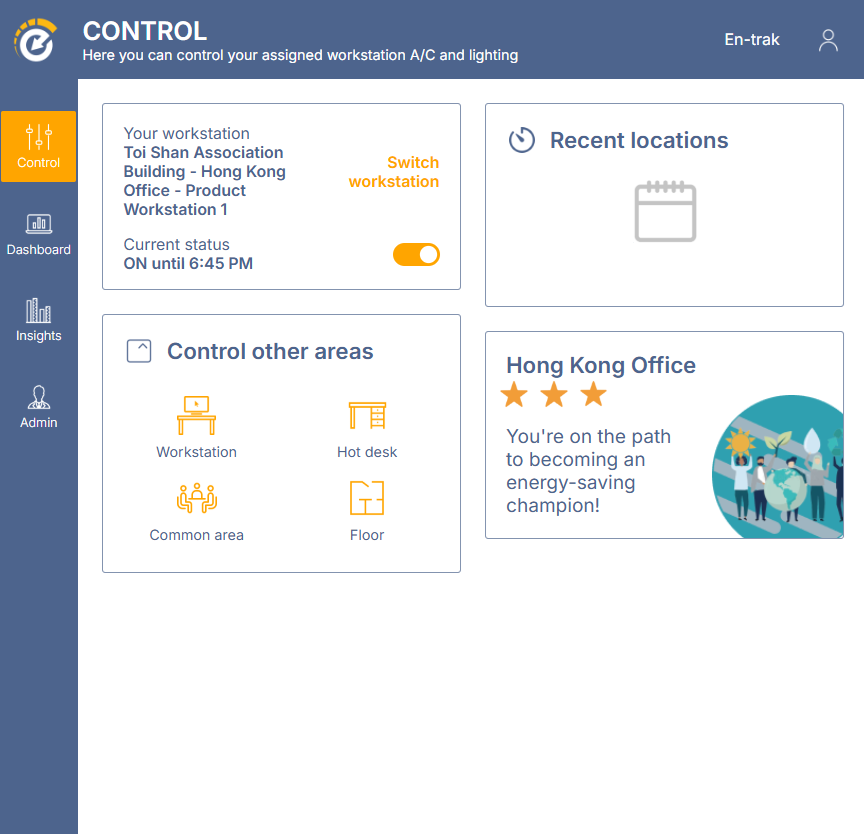 CONTROL
Here you can control your assigned workstation A/C and lighting
En-trak
Control
Dashboard
Insights
Admin
Your workstation
Toi Shan Association
Building - Hong Kong
Office - Product
Workstation 1
Switch
workstation
Current status
ON until 6:45 PM
Control other areas
Workstation
Hot desk
Common area
Floor
Recent locations
Hong Kong Office
You're on the path
to becoming an
energy-saving
champion!